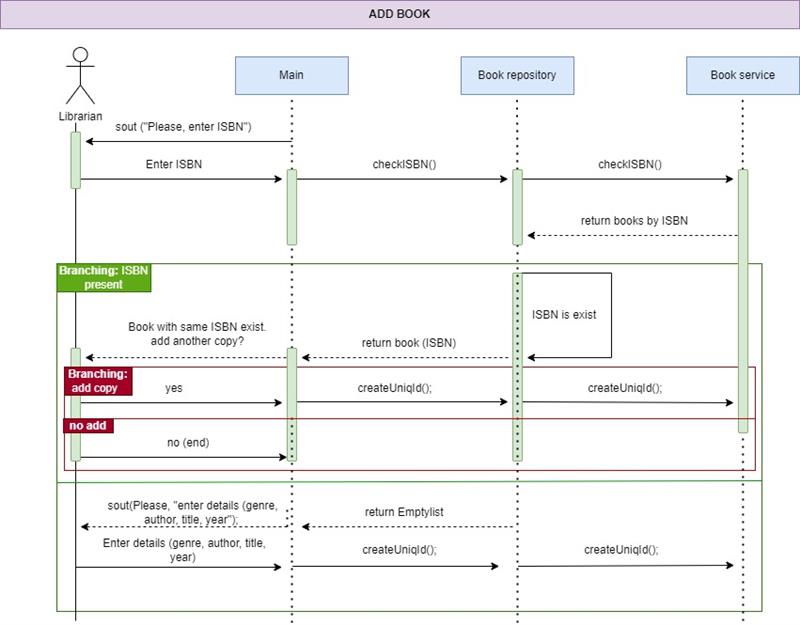 ADD BOOK
Main
Book repository
Book service
Librarian
sout ("Please, enter ISBN")
Enter ISBN
checkISBN()
checkISBN()
return books by ISBN
Branching: ISBN
present
ISBN is exist
Book with same ISBN exist.
add another copy?
return book (ISBN)
Branching:
add copy
yes
createUniqId();
createUniqId();
no add
no (end)
sout(Please, "enter details (genre,
author, title, year");
return Emptylist
Enter details (genre, author, title,
year)
createUniqId();
createUniqId();